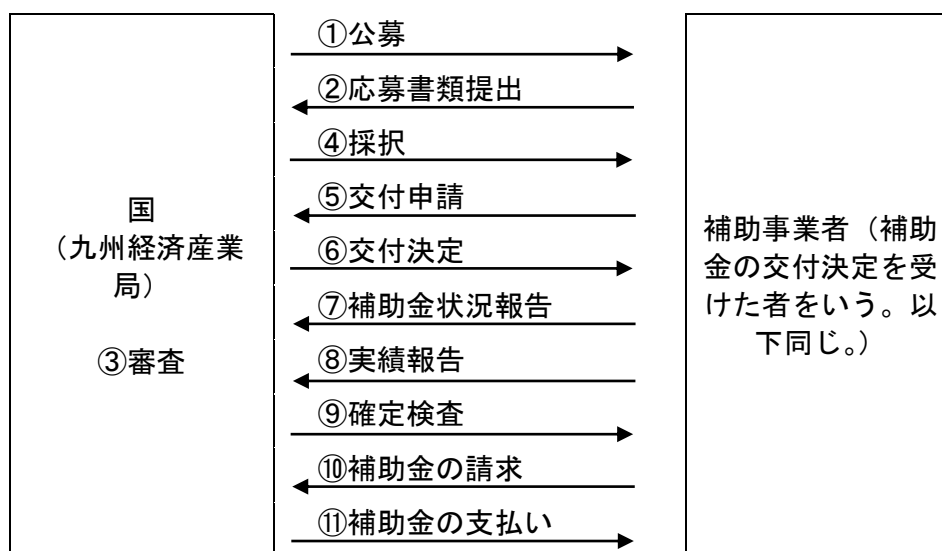 ①公募
②応募書類提出
④採択
⑤交付申請
⑥交付決定
⑦補助金状況報告
⑧実績報告
⑨確定検査
⑩補助金の請求
⑪補助金の支払い
国
（九州経済産業
局）
③審査
補助事業者（補助
金の交付決定を受
けた者をいう。以
下同じ。）